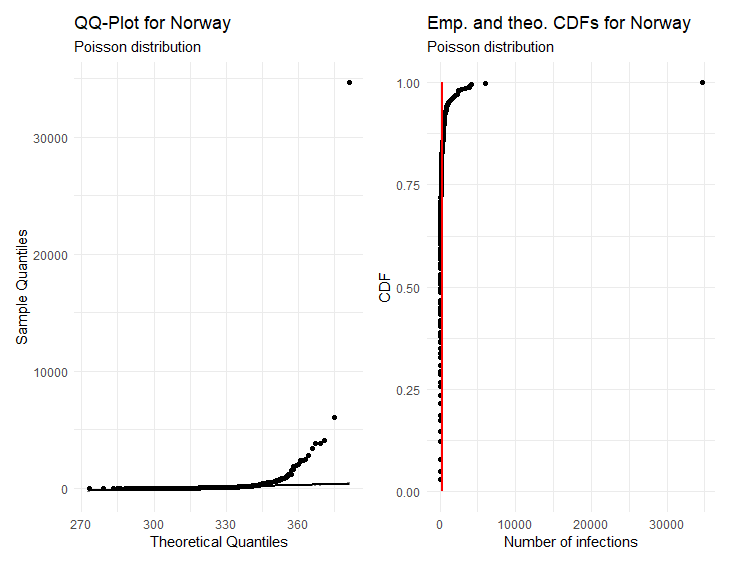 QQ-Plot for Norway
Poisson distribution
30000
20000
10000
0
Sample Quantiles
270
300
330
360
Theoretical Quantiles
Emp. and theo. CDFs for Norway
Poisson distribution
1.00
0.75
0.50
0.25
0.00
CDF
0
10000
20000
30000
Number of infections